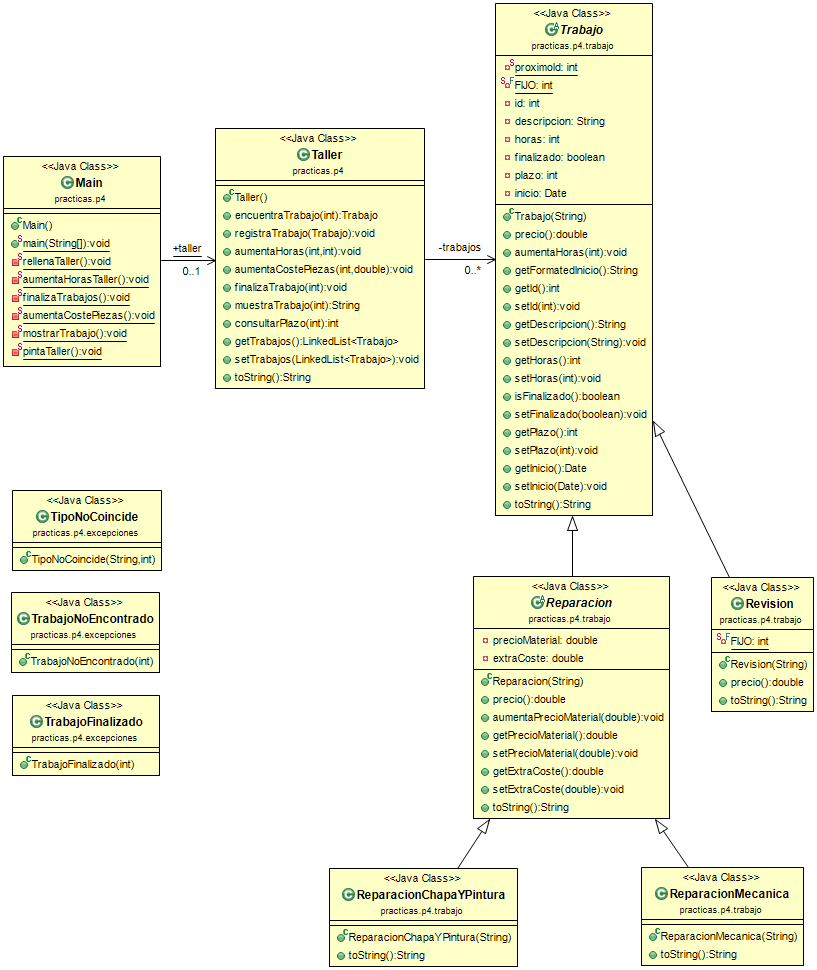 <<Java Class>>
Trabajo
practicas.p4.trabajo
proximoId: int
FIJO: int
id: int
descripcion: String
horas: int
finalizado: boolean
plazo: int
inicio: Date
Trabajo(String)
precio():double
aumentaHoras(int):void
getFormatedInicio():String
getId():int
setId(int):void
getDescripcion():String
setDescripcion(String):void
getHoras():int
setHoras(int):void
isFinalizado():boolean
setFinalizado(boolean):void
getPlazo():int
setPlazo(int):void
getInicio():Date
setInicio(Date):void
toString():String
<<Java Class>>
Taller
practicas.p4
Taller()
encuentraTrabajo(int):Trabajo
registraTrabajo(Trabajo):void
aumentaHoras(int,int):void
aumentaCostePiezas(int,double):void
finalizaTrabajo(int):void
muestraTrabajo(int):String
consultarPlazo(int):int
getTrabajos():LinkedList<Trabajo>
setTrabajos(LinkedList<Trabajo>):void
toString():String
-trabajos
0..*
<<Java Class>>
Main
practicas.p4
Main()
main(String[]):void
rellenaTaller():void
aumentaHorasTaller():void
finalizaTrabajos():void
aumentaCostePiezas():void
mostrarTrabajo():void
pintaTaller():void
+taller
0..1
<<Java Class>>
TipoNoCoincide
practicas.p4.excepciones
TipoNoCoincide(String,int)
<<Java Class>>
TrabajoNoEncontrado
practicas.p4.excepciones
TrabajoNoEncontrado(int)
<<Java Class>>
TrabajoFinalizado
practicas.p4.excepciones
TrabajoFinalizado(int)
<<Java Class>>
Reparacion
practicas.p4.trabajo
precioMaterial: double
extraCoste: double
Reparacion(String)
precio():double
aumentaPrecioMaterial(double):void
getPrecioMaterial():double
setPrecioMaterial(double):void
getExtraCoste():double
setExtraCoste(double):void
toString():String
<<Java Class>>
Revision
practicas.p4.trabajo
FIJO: int
Revision(String)
precio():double
toString():String
<<Java Class>>
ReparacionChapaYPintura
practicas.p4.trabajo
ReparacionChapaYPintura(String)
toString():String
<<Java Class>>
ReparacionMecanica
practicas.p4.trabajo
ReparacionMecanica(String)
toString():String